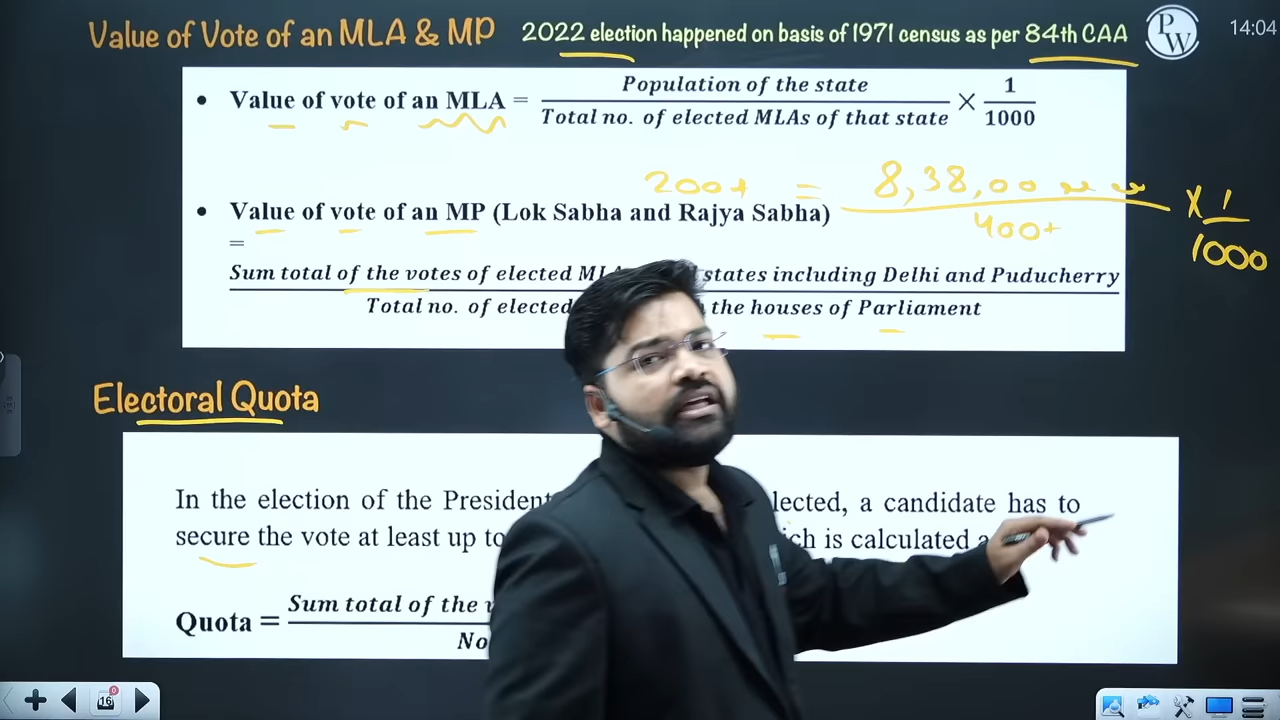 Value of Vote of an MLA & MP
2022 election happened on basis of 1971 census as per 84th CAA
PW
14:04
• Value of vote of an MLA = Population of the state / Total no. of elected MLAs of that state × 1/1000
200+ = 8,38,00 / 400+ × 1/1000
• Value of vote of an MP (Lok Sabha and Rajya Sabha)
=
Sum total of the votes of elected states including Delhi and Puducherry
Total no. of elected the houses of Parliament
Electoral Quota
In the election of the President lected, a candidate has to
secure the vote at least up to ch is calculated
Quota = Sum total of the
No
16
0